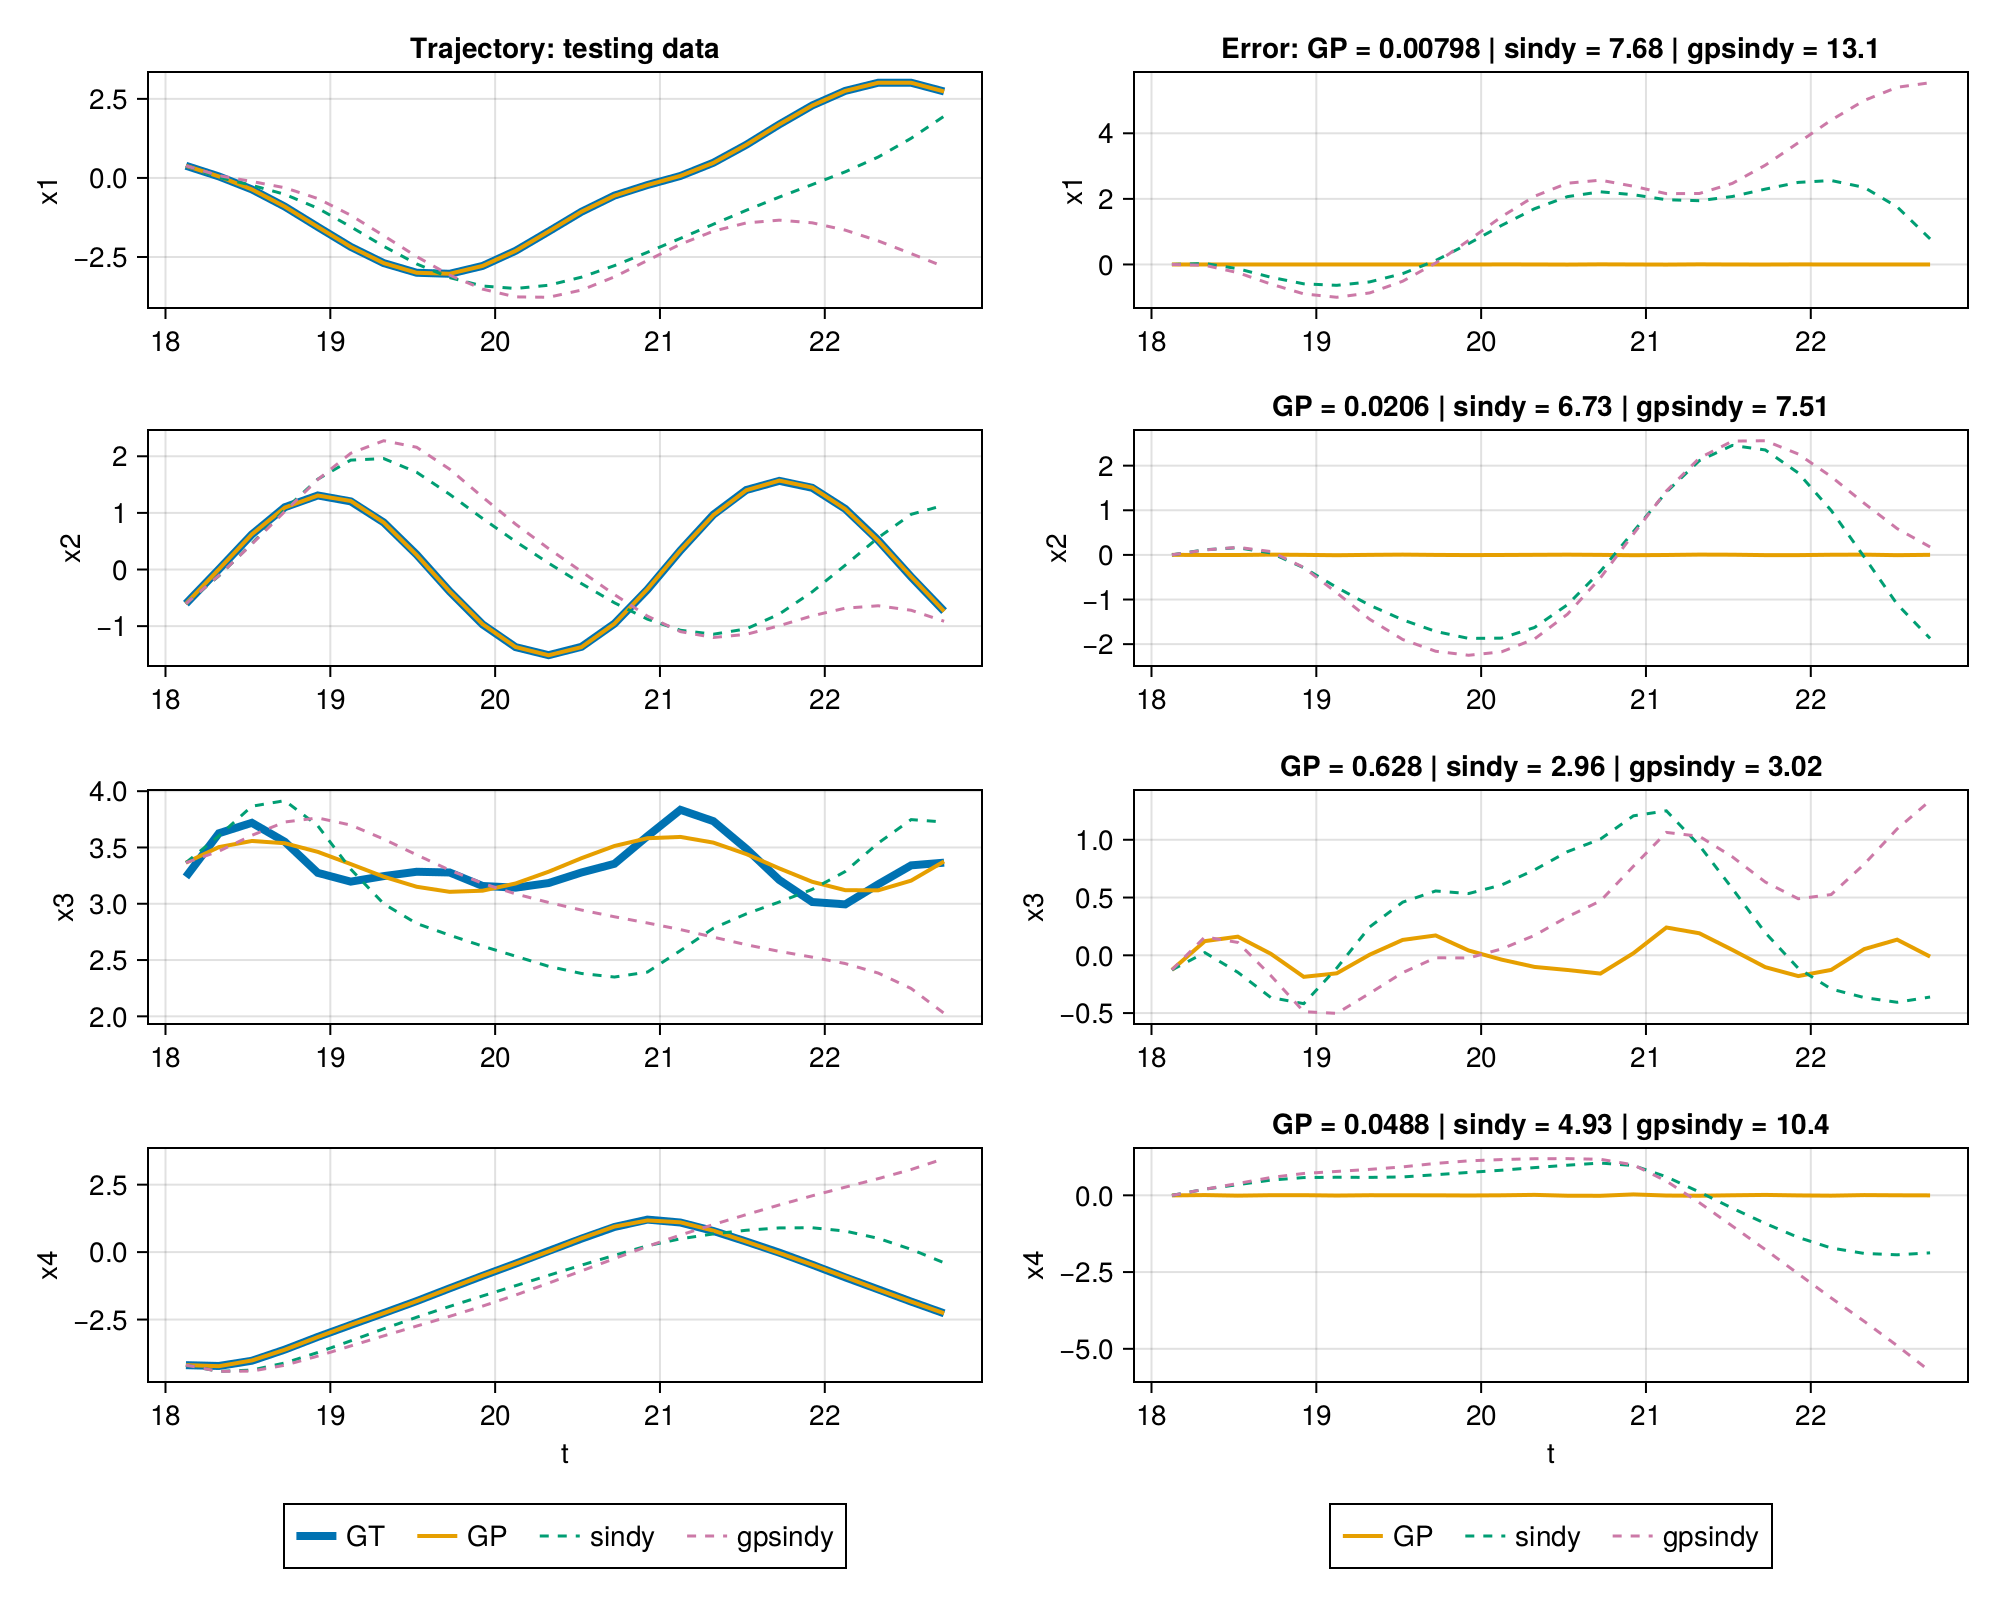 Trajectory: testing data
x1
2.5
0.0
−2.5
18 19 20 21 22
Error: GP = 0.00798 | sindy = 7.68 | gpsindy = 13.1
x1
4
2
0
18 19 20 21 22
x2
2
1
0
−1
18 19 20 21 22
GP = 0.0206 | sindy = 6.73 | gpsindy = 7.51
x2
2
1
0
−1
−2
18 19 20 21 22
x3
4.0
3.5
3.0
2.5
2.0
18 19 20 21 22
GP = 0.628 | sindy = 2.96 | gpsindy = 3.02
x3
1.0
0.5
0.0
−0.5
18 19 20 21 22
x4
2.5
0.0
−2.5
18 19 20 21 22
t
GP = 0.0488 | sindy = 4.93 | gpsindy = 10.4
x4
0.0
−2.5
−5.0
18 19 20 21 22
t
GT GP sindy gpsindy
GP sindy gpsindy